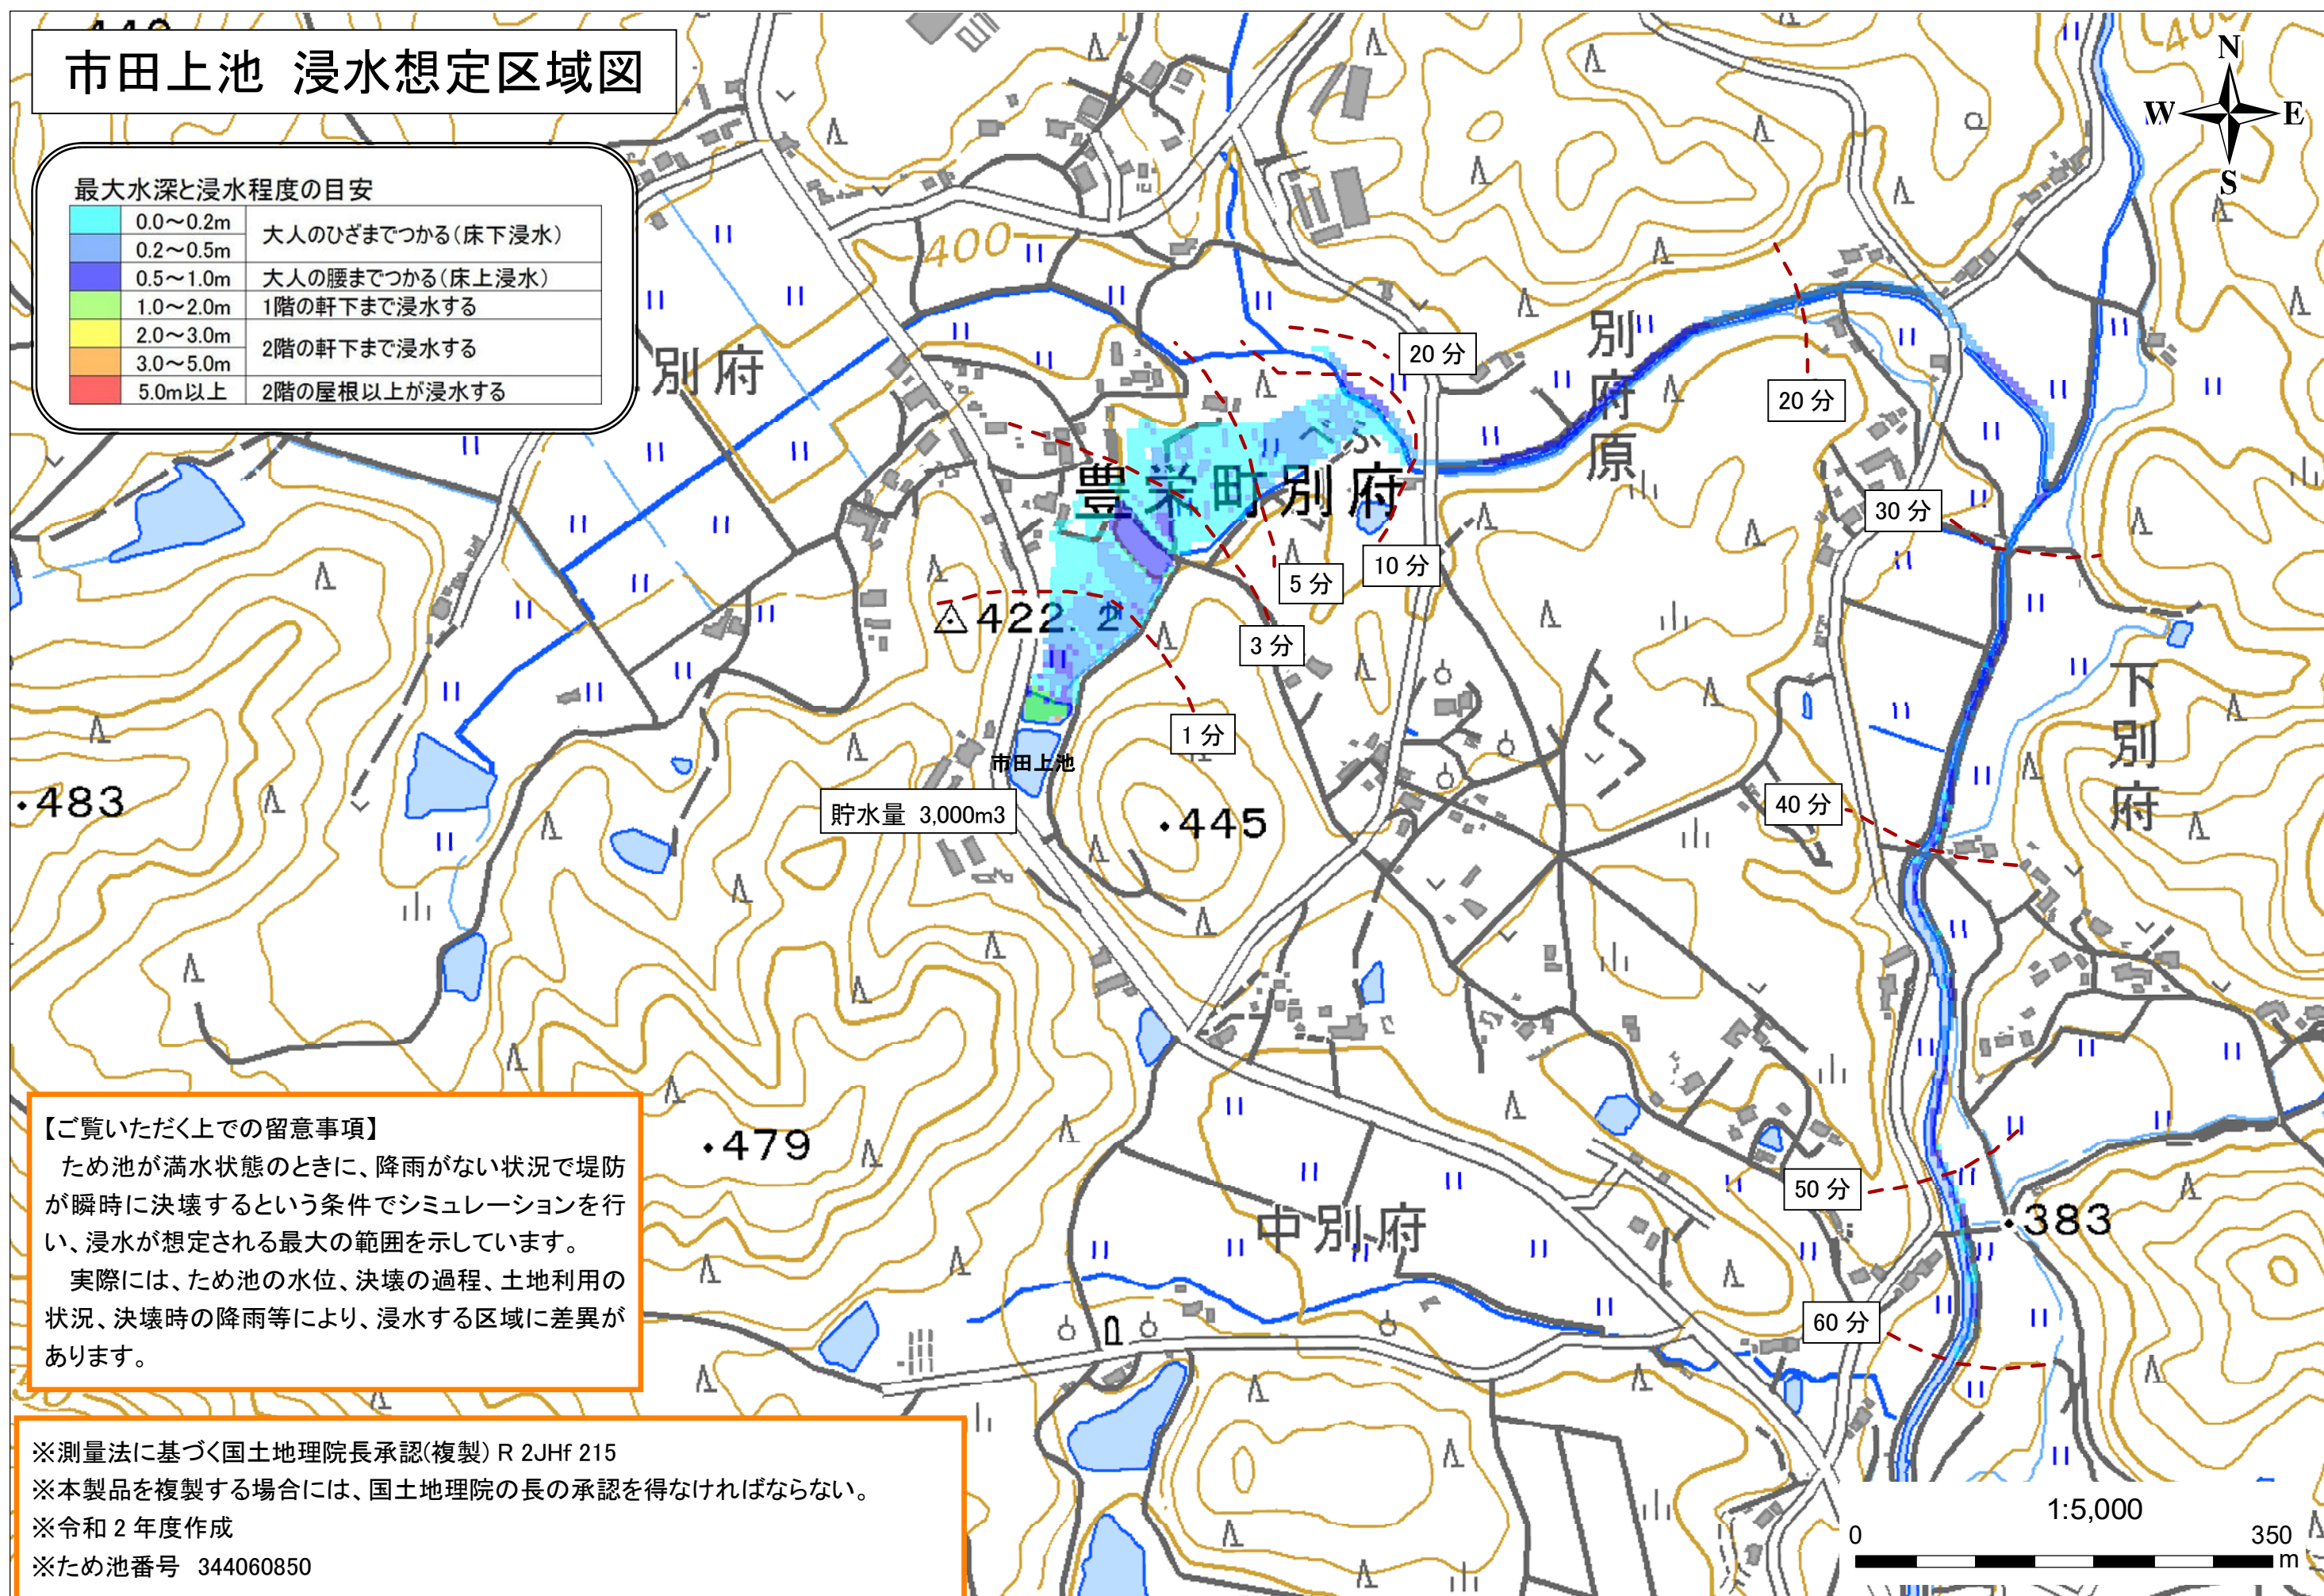 市田上池 浸水想定区域図
N
W
E
S
最大水深と浸水程度の目安
0.0～0.2m
大人のひざまでつかる(床下浸水)
0.2～0.5m
0.5～1.0m
大人の腰までつかる(床上浸水)
1.0～2.0m
1階の軒下まで浸水する
2.0～3.0m
2階の軒下まで浸水する
3.0～5.0m
5.0m以上
2階の屋根以上が浸水する
400
別府
20 分
別府原
20 分
べふ
豊栄町別府
30 分
10 分
5 分
422.2
3 分
下別府
1 分
市田上池
・483
貯水量 3,000m3
・445
40 分
・479
50 分
・383
中別府
60 分
【ご覧いただく上での留意事項】
ため池が満水状態のときに、降雨がない状況で堤防
が瞬時に決壊するという条件でシミュレーションを行
い、浸水が想定される最大の範囲を示しています。
実際には、ため池の水位、決壊の過程、土地利用の
状況、決壊時の降雨等により、浸水する区域に差異が
あります。
※測量法に基づく国土地理院長承認(複製) R 2JHf 215
※本製品を複製する場合には、国土地理院の長の承認を得なければならない。
※令和 2 年度作成
※ため池番号 344060850
1:5,000
0
350
m